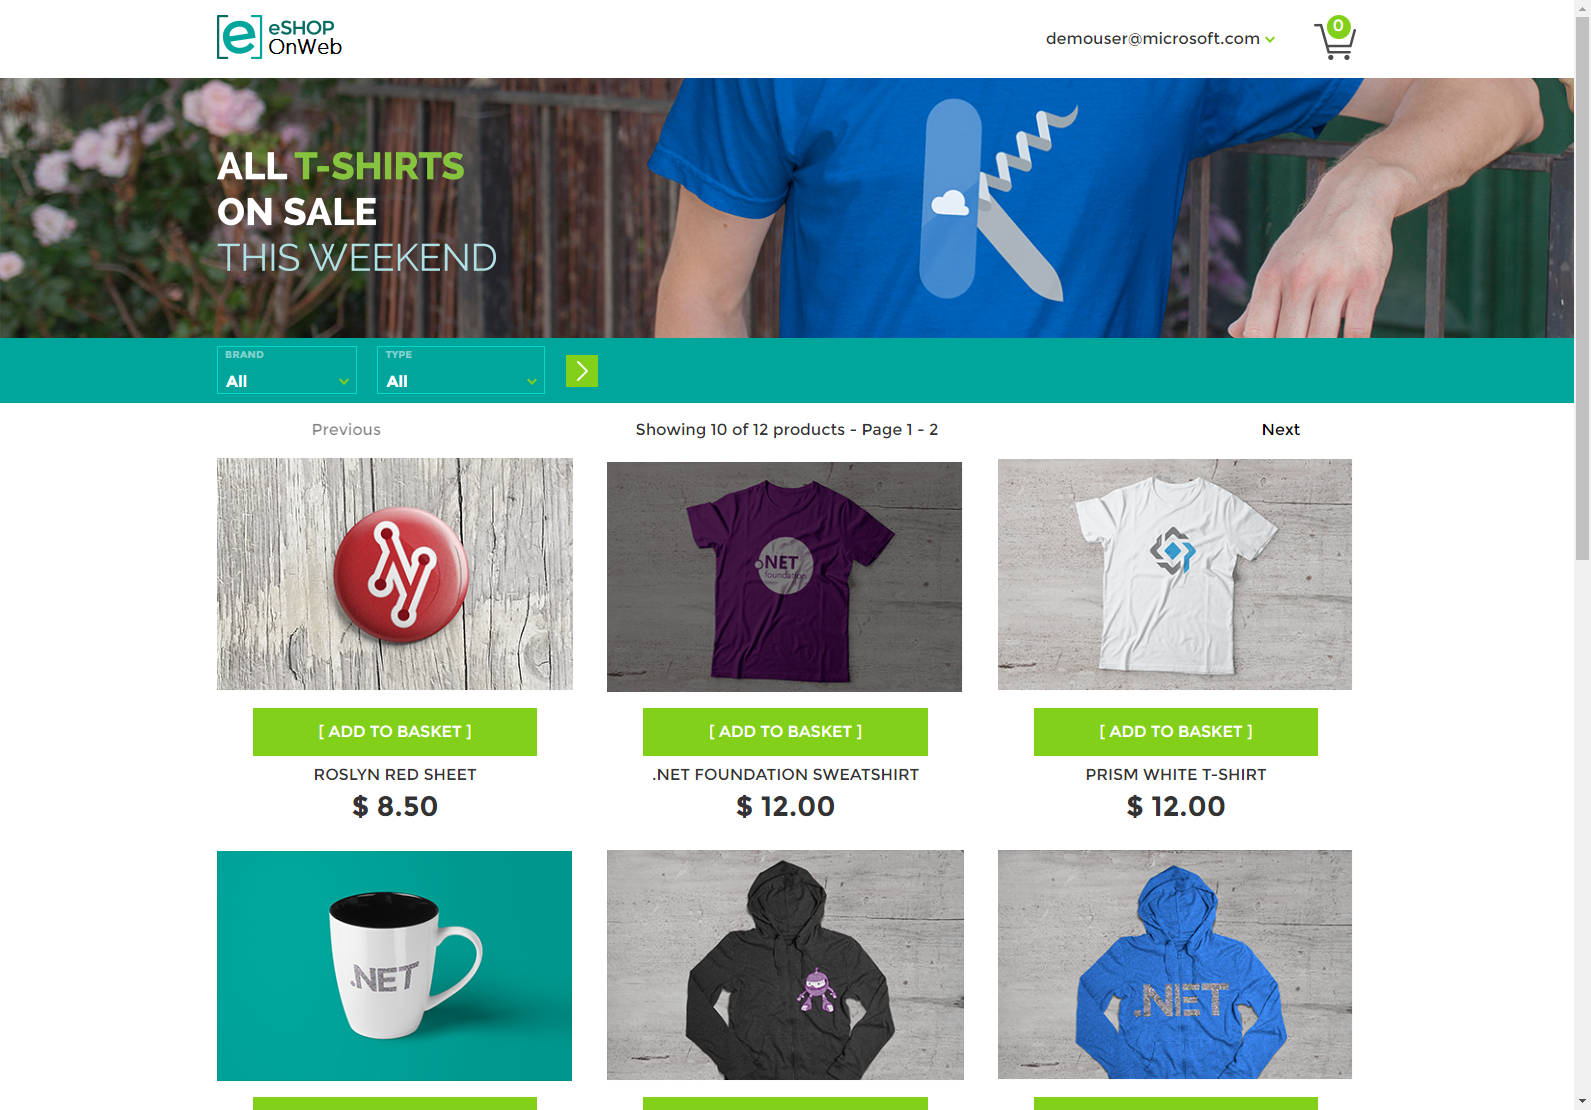 eSHOP
OnWeb
demouser@microsoft.com
0
ALL T-SHIRTS
ON SALE
THIS WEEKEND
BRAND
All
TYPE
All
Previous
Showing 10 of 12 products - Page 1 - 2
Next
.NET
foundation
[ ADD TO BASKET ]
[ ADD TO BASKET ]
[ ADD TO BASKET ]
ROSLYN RED SHEET
.NET FOUNDATION SWEATSHIRT
PRISM WHITE T-SHIRT
$ 8.50
$ 12.00
$ 12.00
.NET
.NET